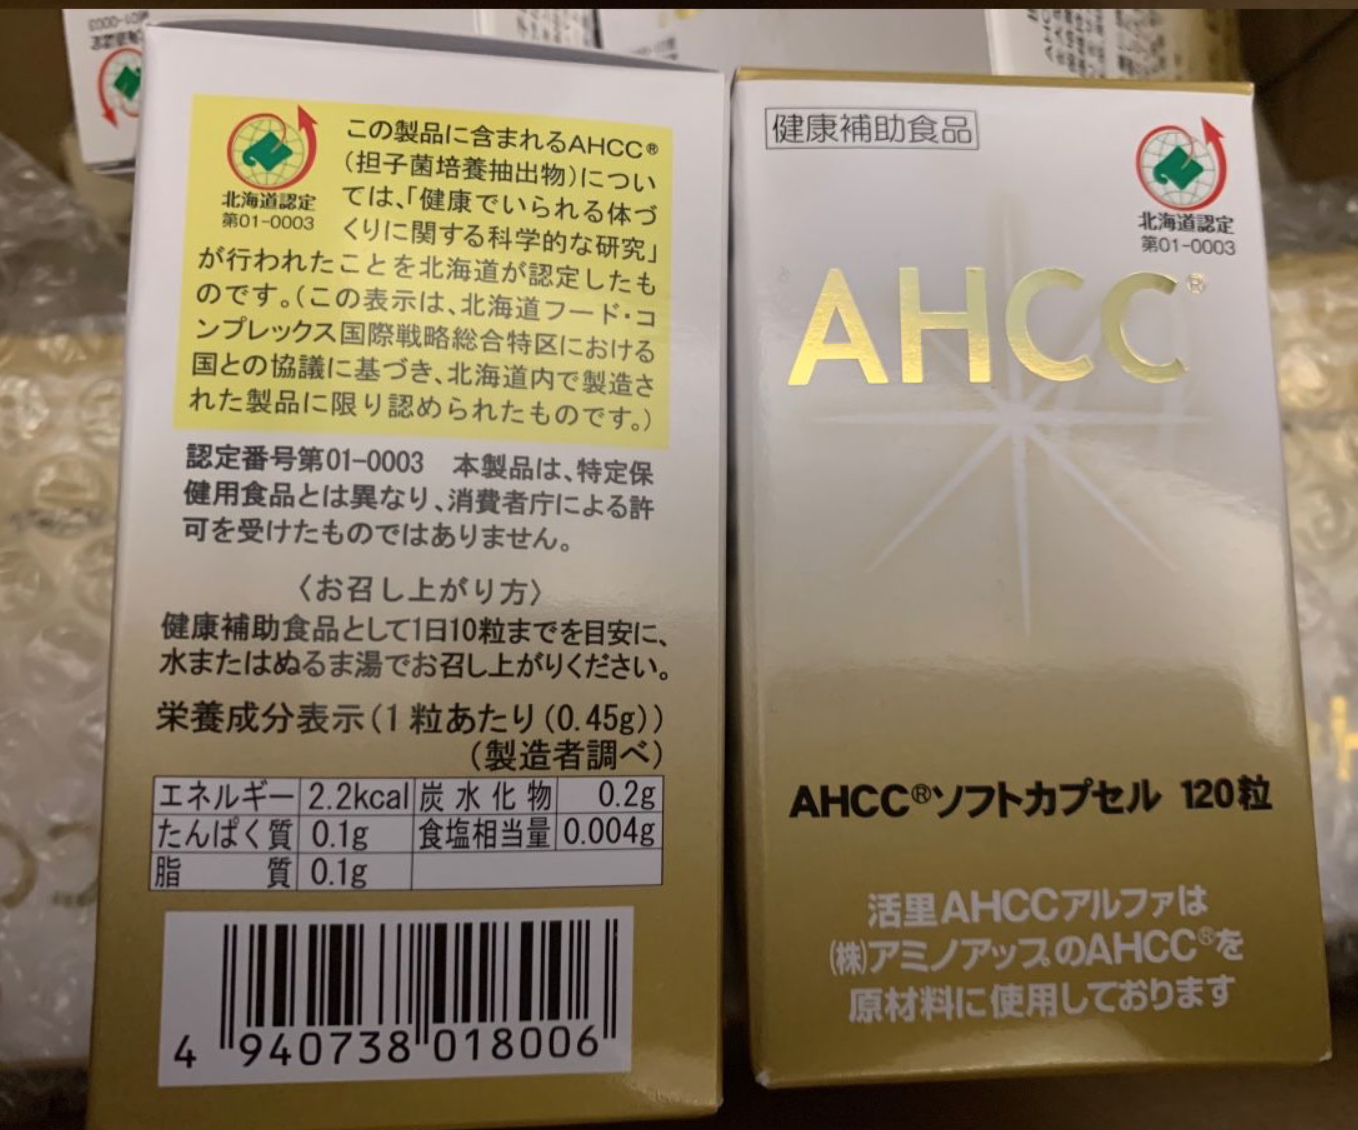 北海道認定
第01-0003
この製品に含まれるAHCC®
(担子菌培養抽出物)につい
ては、「健康でいられる体づ
くりに関する科学的な研究」
が行われたことを北海道が認定したも
のです。(この表示は、北海道フード・コ
ンプレックス国際戦略総合特区における
国との協議に基づき、北海道内で製造さ
れた製品に限り認められたものです。)
認定番号第01-0003 本製品は、特定保
健用食品とは異なり、消費者庁による許
可を受けたものではありません。
〈お召し上がり方〉
健康補助食品として1日10粒までを目安に、
水またはぬるま湯でお召し上がりください。
栄養成分表示(1粒あたり(0.45g))
(製造者調べ)
エネルギー 2.2kcal 炭水化物 0.2g
たんぱく質 0.1g 食塩相当量 0.004g
脂質 0.1g
4 940738 018006
健康補助食品
北海道認定
第01-0003
AHCC®
AHCC®ソフトカプセル 120粒
活里AHCCアルファは
(株)アミノアップのAHCC®を
原材料に使用しております